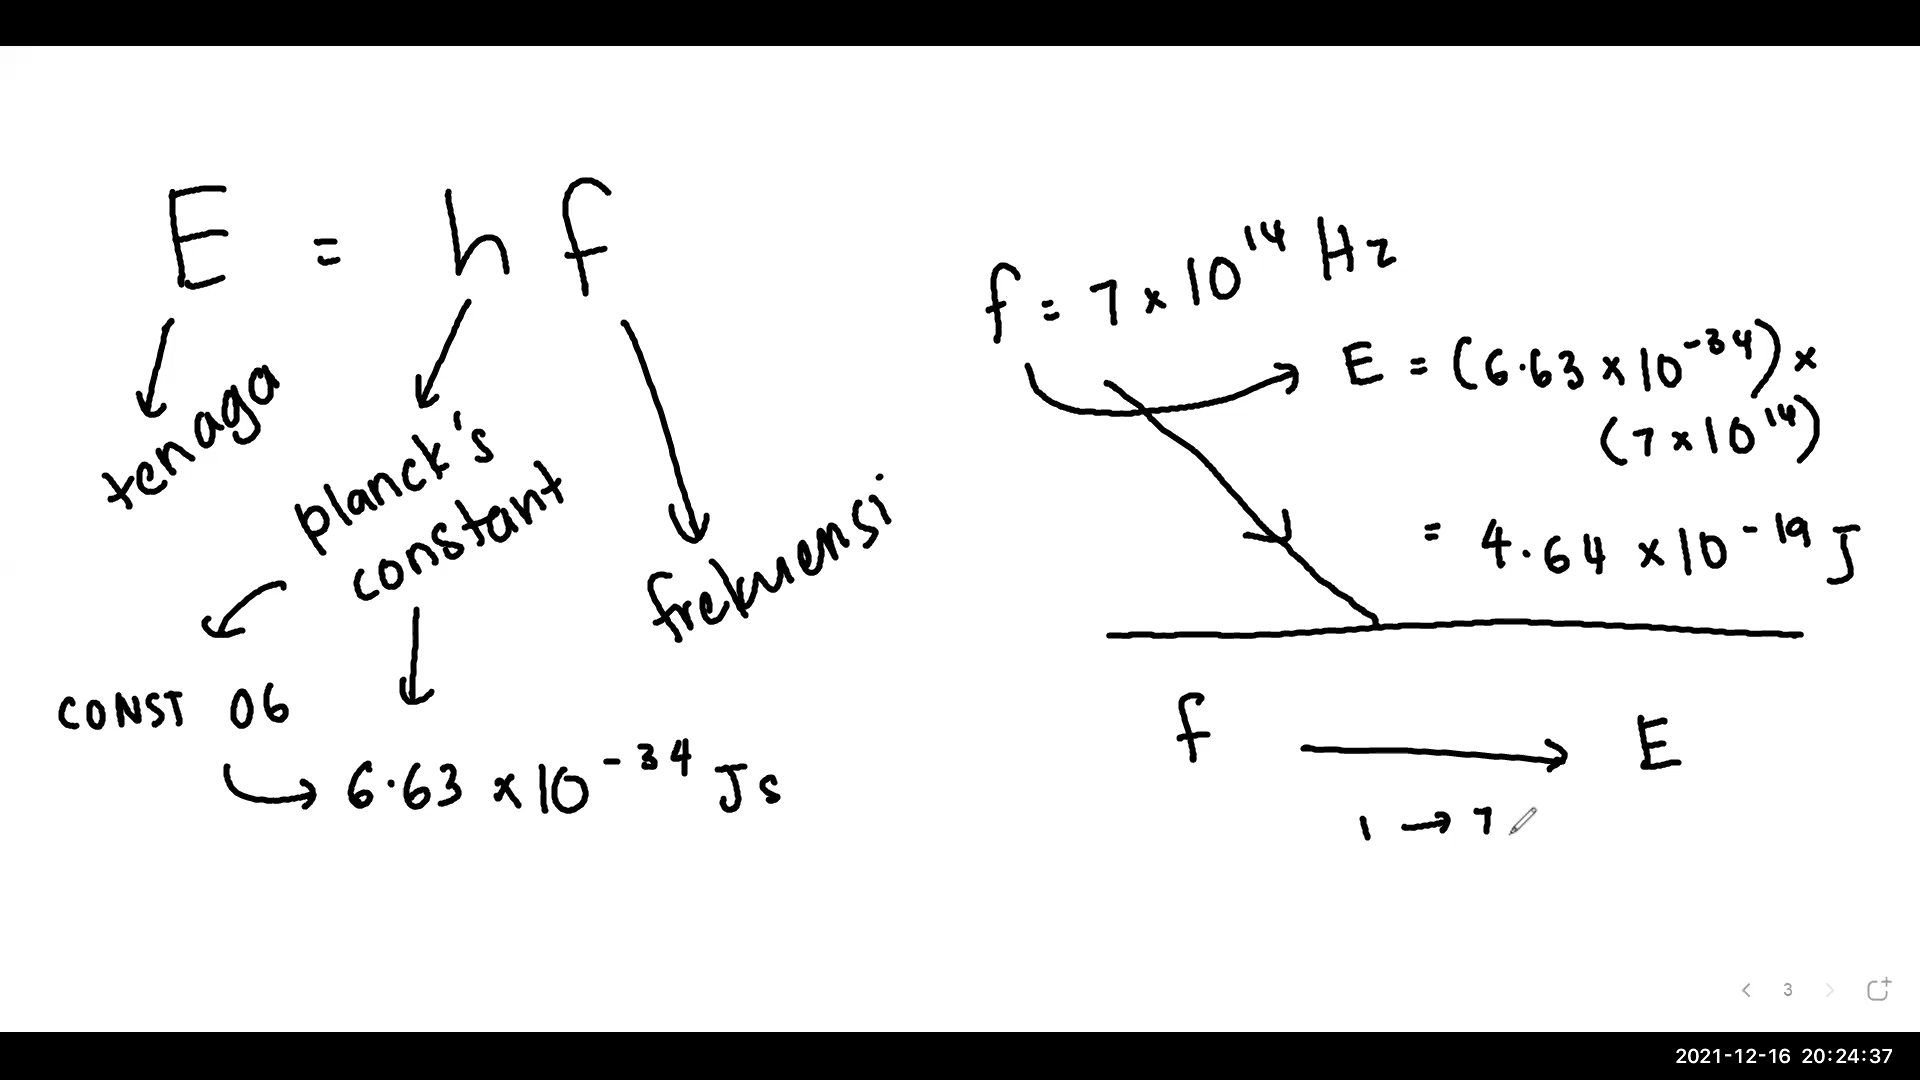 E = hf
tenaga
planck's
constant
frekuensi
CONST 06
6.63 × 10⁻³⁴ Js
f = 7 × 10¹⁴ Hz
E = (6.63 × 10⁻³⁴) ×
(7 × 10¹⁴)
= 4.64 × 10⁻¹⁹ J
f → E
1 → 7
3
2021-12-16 20:24:37